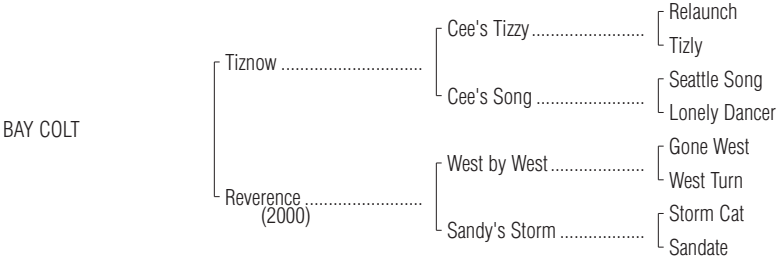 Relaunch
Cee's Tizzy..........................
Tizly
Tiznow .................................
Seattle Song
Cee's Song .........................
Lonely Dancer
BAY COLT
Gone West
West by West......................
West Turn
Reverence ...........................
(2000)
Storm Cat
Sandy's Storm ....................
Sandate